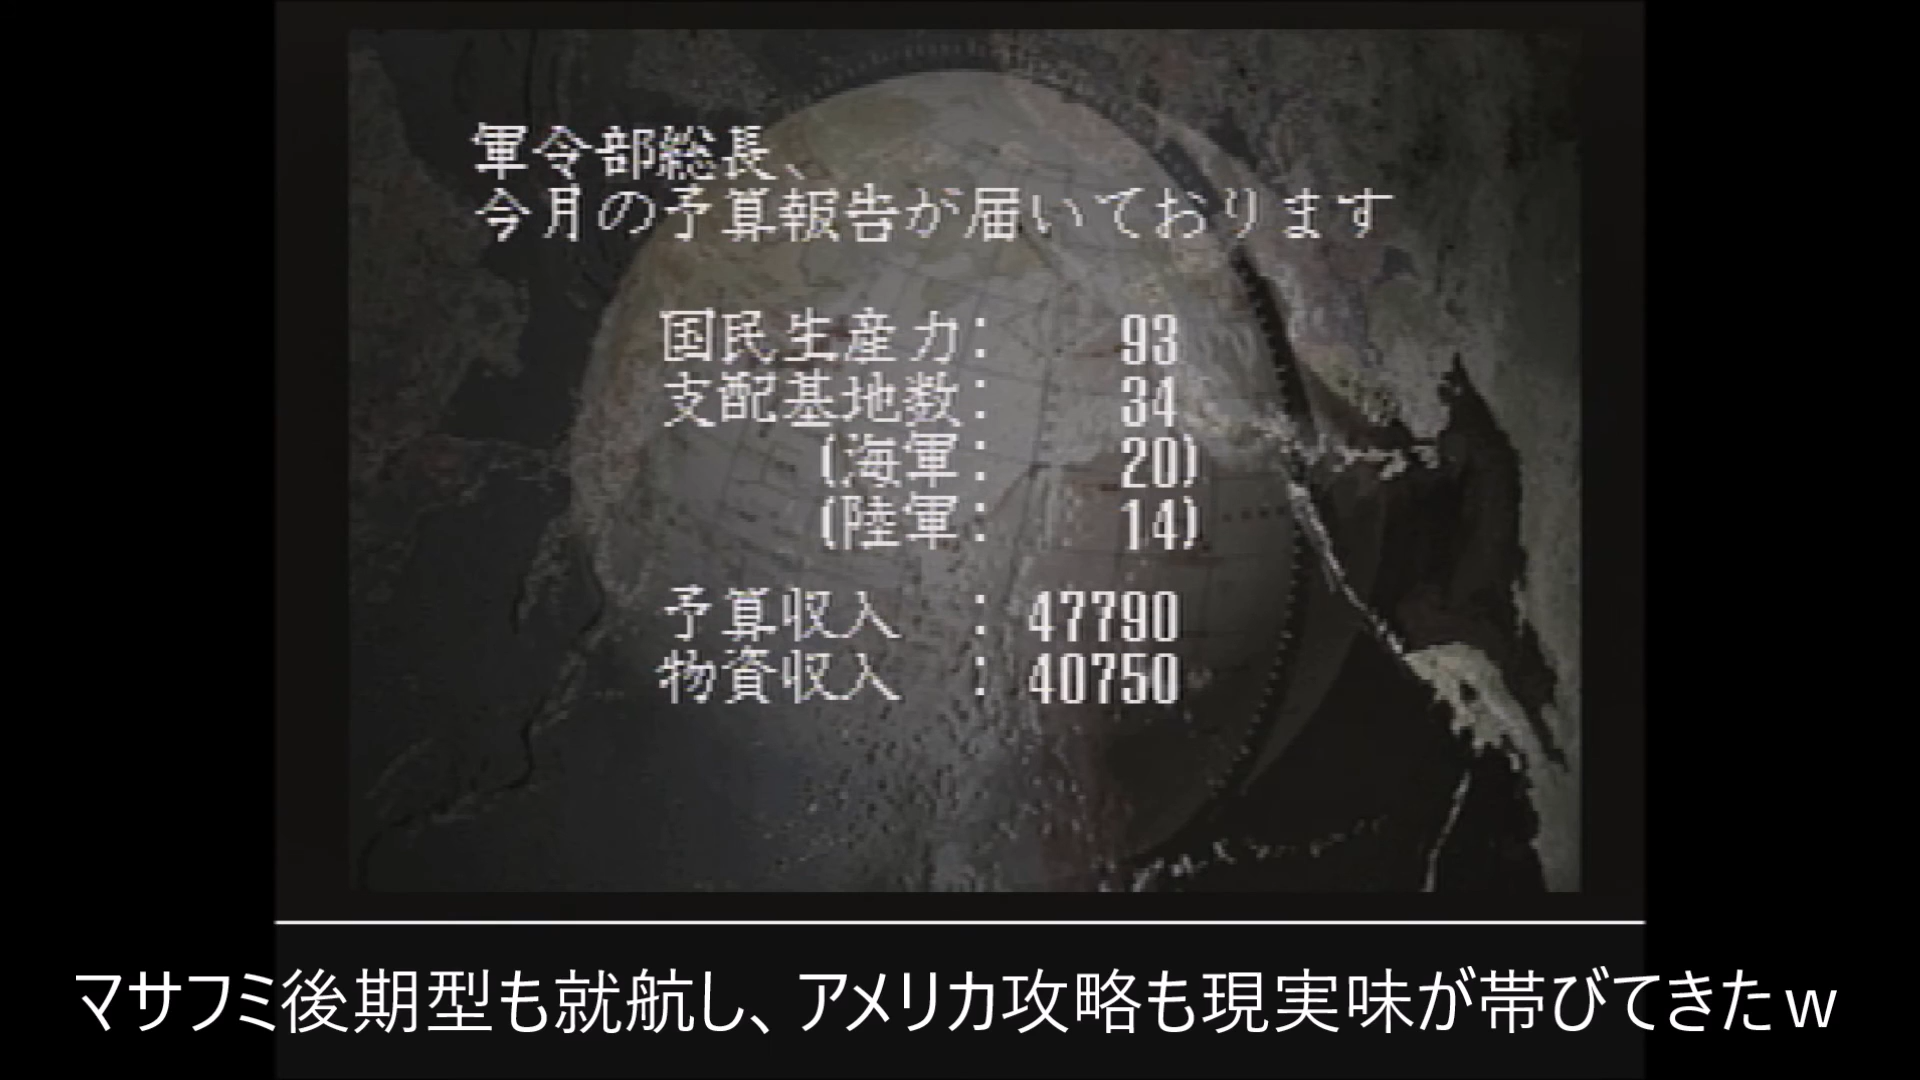 軍令部総長、
今月の予算報告が届いております
国民生産力: 93
支配基地数: 34
(海軍: 20)
(陸軍: 14)
予算収入 : 47790
物資収入 : 40750
マサフミ後期型も就航し、アメリカ攻略も現実味が帯びてきたｗ